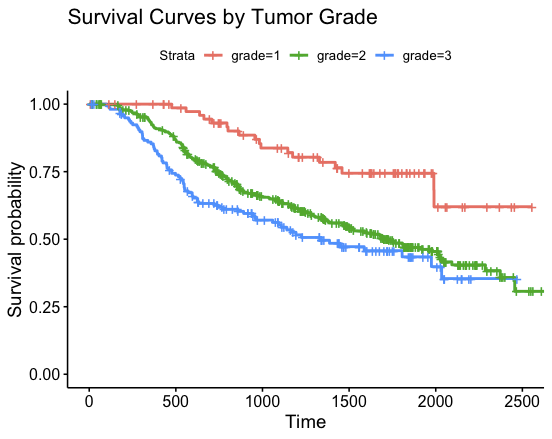 Survival Curves by Tumor Grade
Strata grade=1 grade=2 grade=3
1.00
0.75
0.50
0.25
0.00
Survival probability
0 500 1000 1500 2000 2500
Time